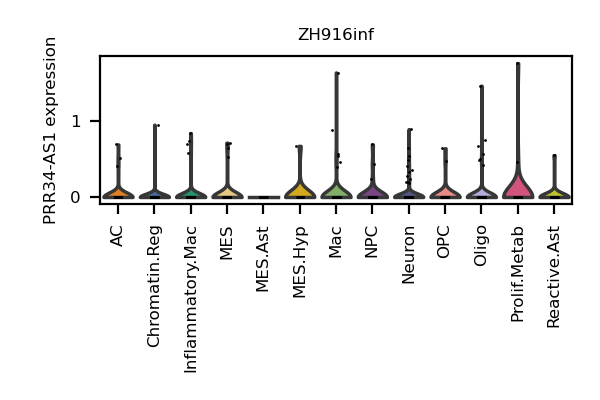 ZH916inf
PRR34-AS1 expression
1
0
AC
Chromatin.Reg
Inflammatory.Mac
MES
MES.Ast
MES.Hyp
Mac
NPC
Neuron
OPC
Oligo
Prolif.Metab
Reactive.Ast